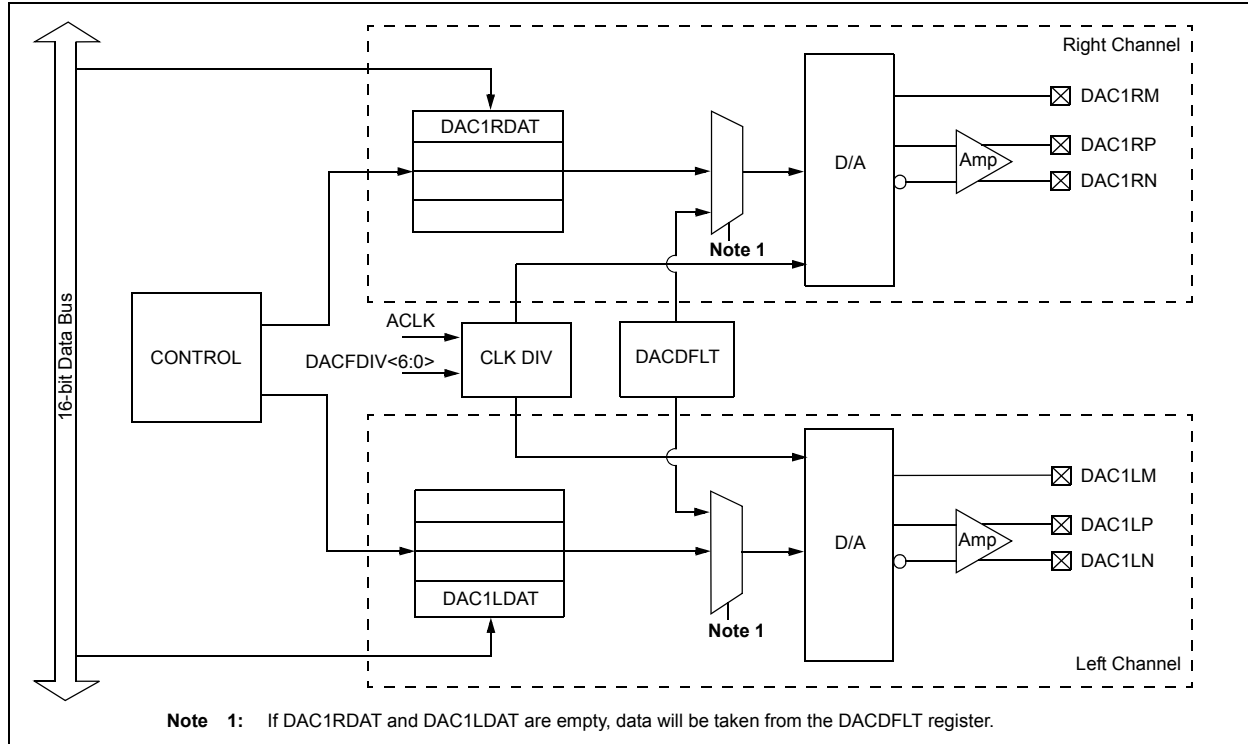 Right Channel
DAC1RDAT
D/A
DAC1RM
DAC1RP
Amp
DAC1RN
Note 1
16-bit Data Bus
CONTROL
ACLK
DACFDIV<6:0>
CLK DIV
DACDFLT
DAC1LM
DAC1LP
Amp
DAC1LN
D/A
DAC1LDAT
Note 1
Left Channel
Note 1: If DAC1RDAT and DAC1LDAT are empty, data will be taken from the DACDFLT register.